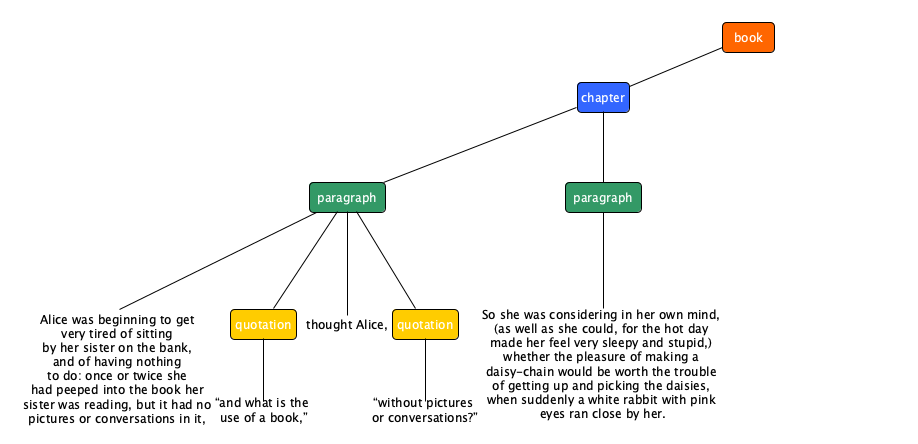 book
chapter
paragraph
paragraph
Alice was beginning to get
very tired of sitting
by her sister on the bank,
and of having nothing
to do: once or twice she
had peeped into the book her
sister was reading, but it had no
pictures or conversations in it,
quotation
“and what is the
use of a book,”
thought Alice,
quotation
“without pictures
or conversations?”
So she was considering in her own mind,
(as well as she could, for the hot day
made her feel very sleepy and stupid,)
whether the pleasure of making a
daisy-chain would be worth the trouble
of getting up and picking the daisies,
when suddenly a white rabbit with pink
eyes ran close by her.